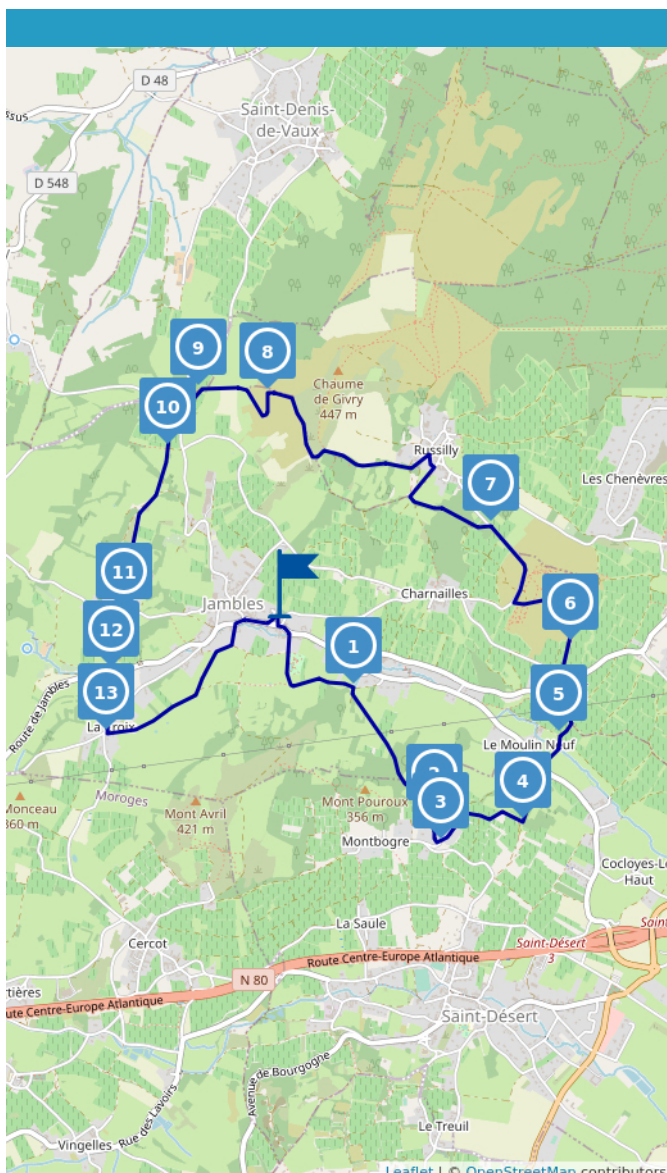 D 48
Saint-Denis-
de-Vaux
D 548
9
8
Chaume
de Givry
447 m
10
Russilly
7
Les Chenèvres
11
Charnailles
6
Jambles
12
1
13
5
Route de Jambles
La Croix
Le Moulin Neuf
2
4
3
Moroges
Monceau
360 m
Mont Avril
421 m
Mont Pouroux
356 m
Montbogre
Cocloyes-Le
Haut
La Saule
Cercot
Saint-Désert
3
Saint
Route Centre-Europe Atlantique
N 80
rtières
ute Centre-Europe Atlantique
Saint-Désert
Avenue de Bourgogne
Rue des Lavoirs
Le Treuil
Vingelles
Leaflet | © OpenStreetMap contributors